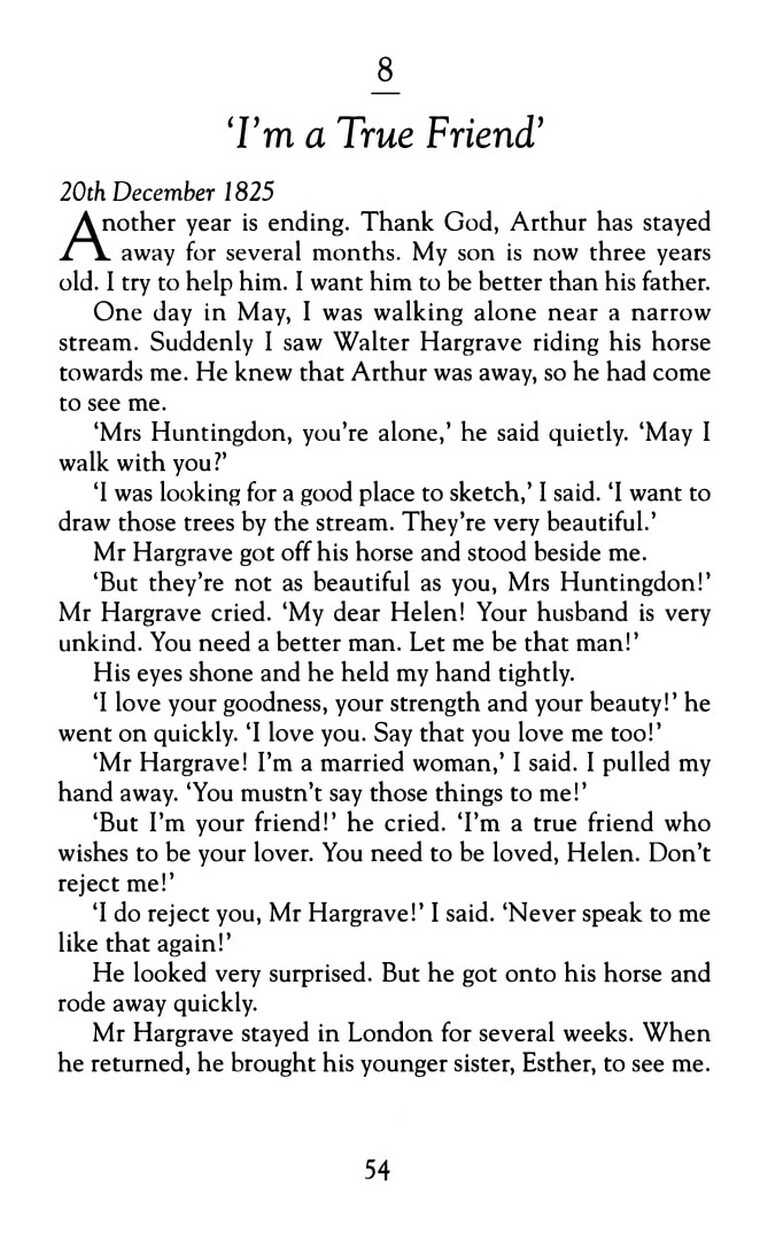 8
‘I’m a True Friend’
20th December 1825
Another year is ending. Thank God, Arthur has stayed
away for several months. My son is now three years
old. I try to help him. I want him to be better than his father.
One day in May, I was walking alone near a narrow
stream. Suddenly I saw Walter Hargrave riding his horse
towards me. He knew that Arthur was away, so he had come
to see me.
‘Mrs Huntingdon, you’re alone,’ he said quietly. ‘May I
walk with you?’
‘I was looking for a good place to sketch,’ I said. ‘I want to
draw those trees by the stream. They’re very beautiful.’
Mr Hargrave got off his horse and stood beside me.
‘But they’re not as beautiful as you, Mrs Huntingdon!’
Mr Hargrave cried. ‘My dear Helen! Your husband is very
unkind. You need a better man. Let me be that man!’
His eyes shone and he held my hand tightly.
‘I love your goodness, your strength and your beauty!’ he
went on quickly. ‘I love you. Say that you love me too!’
‘Mr Hargrave! I’m a married woman,’ I said. I pulled my
hand away. ‘You mustn’t say those things to me!’
‘But I’m your friend!’ he cried. ‘I’m a true friend who
wishes to be your lover. You need to be loved, Helen. Don’t
reject me!’
‘I do reject you, Mr Hargrave!’ I said. ‘Never speak to me
like that again!’
He looked very surprised. But he got onto his horse and
rode away quickly.
Mr Hargrave stayed in London for several weeks. When
he returned, he brought his younger sister, Esther, to see me.
54